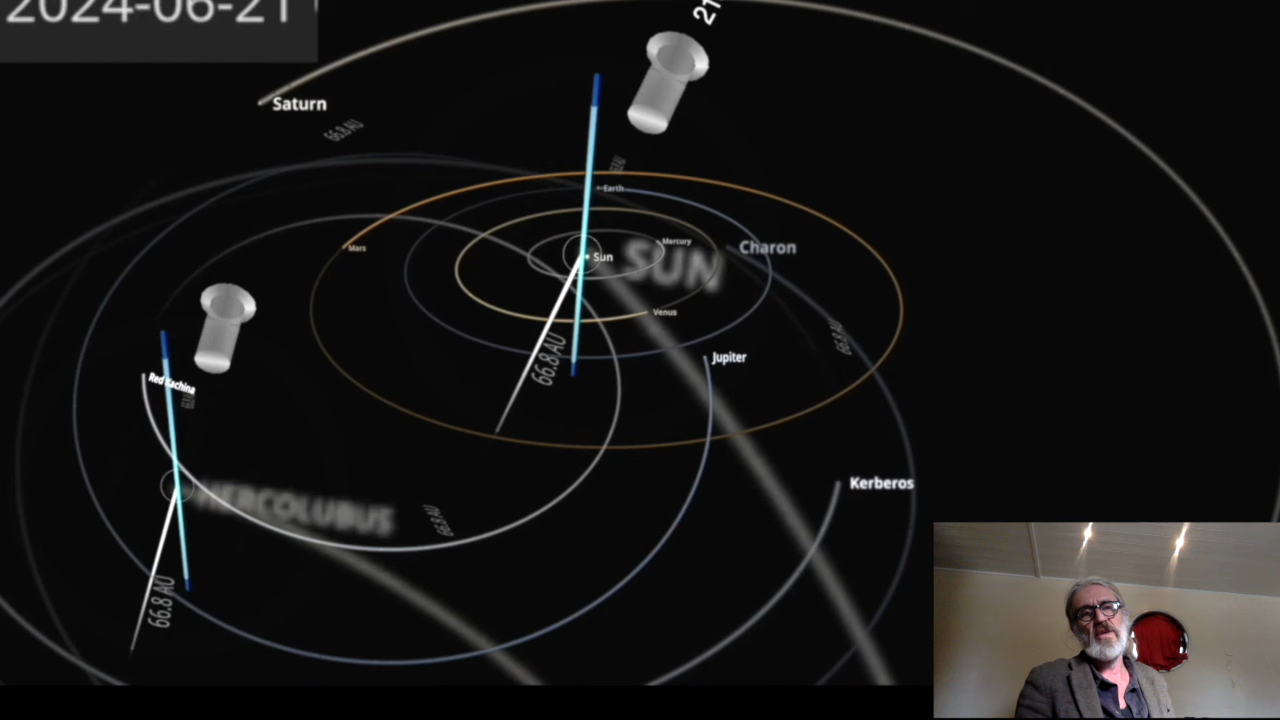 2024-06-21
21
Saturn
66.8 AU
←Earth
Mars
Mercury
Charon
Sun
SUN
Venus
66.8 AU
66.8 AU
Jupiter
Red Kachina
Kerberos
HERCOLUBUS
66.8 AU
66.8 AU